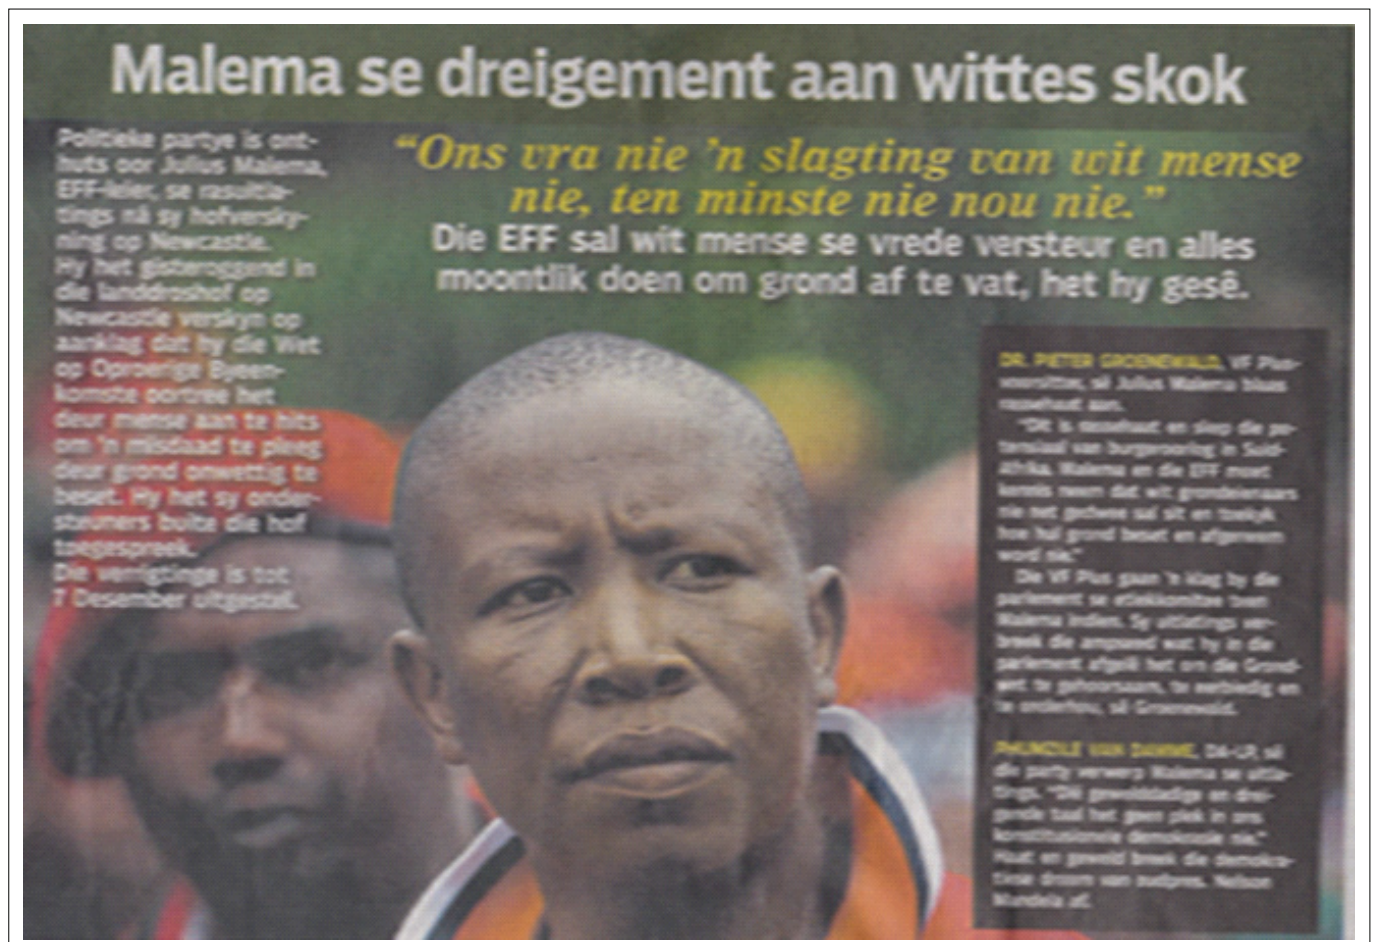 Malema se dreigement aan wittes skok
Politieke partye is ont-
huts oor Julius Malema,
EFF-leier, se rasuitla-
tings ná sy hofversky-
ning op Newcastle.
Hy het gisteroggend in
die landdroshof op
Newcastle verskyn op
aanklag dat hy die Wet
op Oproerige Byeen-
komste oortree het
deur mense aan te hits
om 'n misdaad te pleeg
deur grond onwettig te
beset. Hy het sy onder-
steuners buite die hof
toegespreek.
Die verrigtinge is tot
7 Desember uitgestel.
“Ons vra nie ’n slagting van wit mense
nie, ten minste nie nou nie.”
Die EFF sal wit mense se vrede versteur en alles
moontlik doen om grond af te vat, het hy gesê.
DR. PIETER GROENEWALD, VF Plus-
voorsitter, sê Julius Malema blaas
rassehaat aan.
"Dit is rassehaat en skep die po-
tensiaal van burgeroorlog in Suid-
Afrika. Malema en die EFF moet
kennis neem dat wit grondeienaars
nie net gedwee sal sit en toekyk
hoe hul grond beset en afgeneem
word nie."
Die VF Plus gaan 'n klag by die
parlement se etiekkomitee teen
Malema indien. Sy uitlatings ver-
breek die ampseed wat hy in die
parlement afgelê het om die Grond-
wet te gehoorsaam, te eerbiedig en
te onderhou, sê Groenewald.
PHUMZILE VAN DAMME, DA-LP, sê
die party verwerp Malema se uitla-
tings. "Dié gewelddadige en drei-
gende taal het geen plek in ons
konstitusionele demokrasie nie."
Haat en geweld breek die demokra-
tiese droom van oudpres. Nelson
Mandela af.